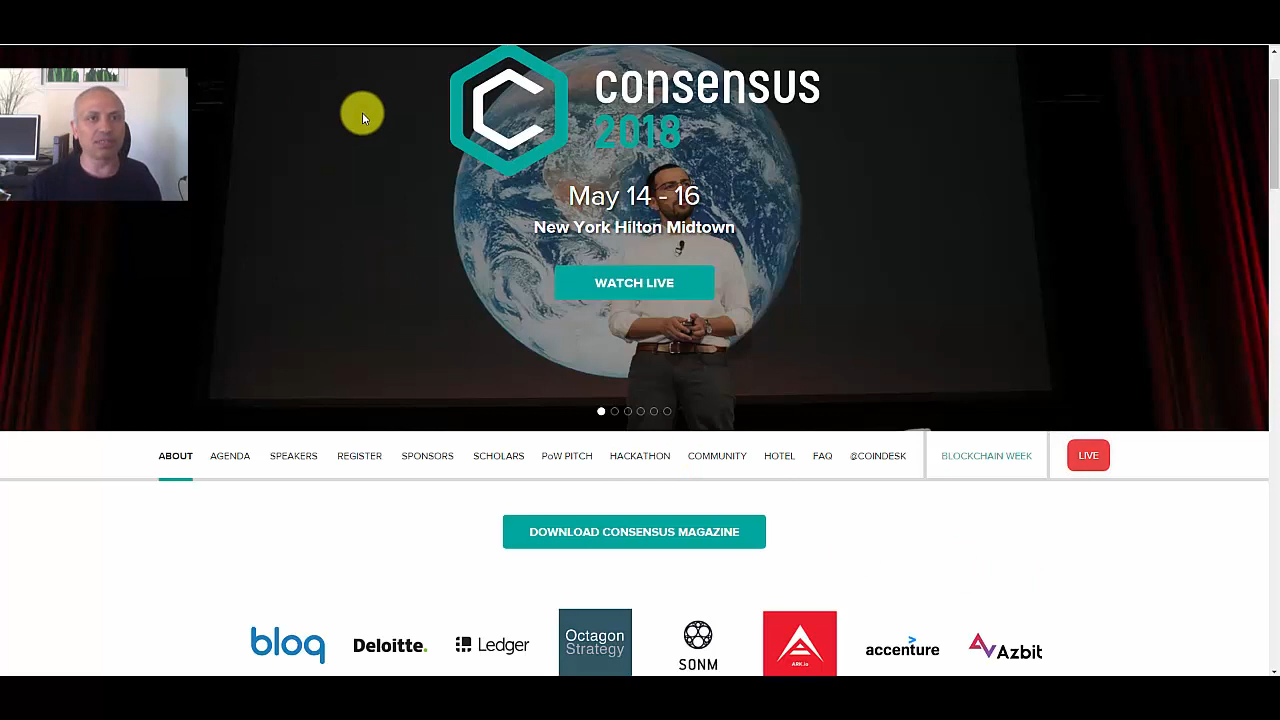 consensus
2018
May 14 - 16
New York Hilton Midtown
WATCH LIVE
ABOUT AGENDA SPEAKERS REGISTER SPONSORS SCHOLARS PoW PITCH HACKATHON COMMUNITY HOTEL FAQ @COINDESK BLOCKCHAIN WEEK LIVE
DOWNLOAD CONSENSUS MAGAZINE
bloq Deloitte. Ledger Octagon Strategy SONM ARK.io accenture Azbit